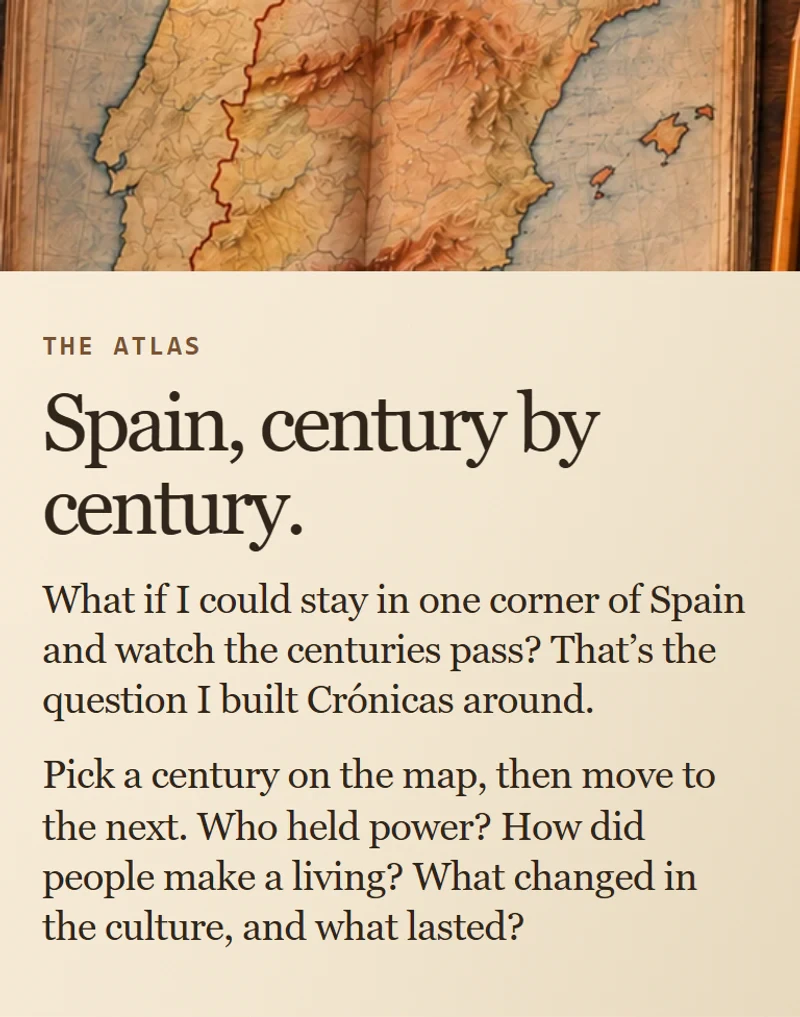 THE ATLAS
Spain, century by
century.
What if I could stay in one corner of Spain
and watch the centuries pass? That’s the
question I built Crónicas around.
Pick a century on the map, then move to
the next. Who held power? How did
people make a living? What changed in
the culture, and what lasted?